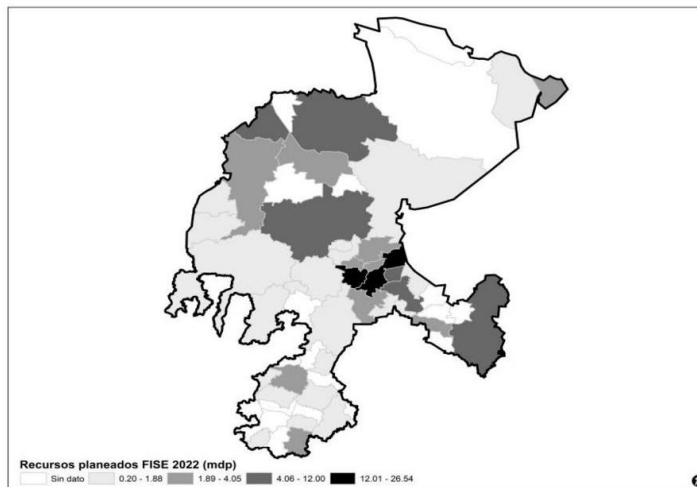 Recursos planeados FISE 2022 (mdp)
Sin dato 0.20 - 1.88 1.89 - 4.05 4.06 - 12.00 12.01 - 26.54